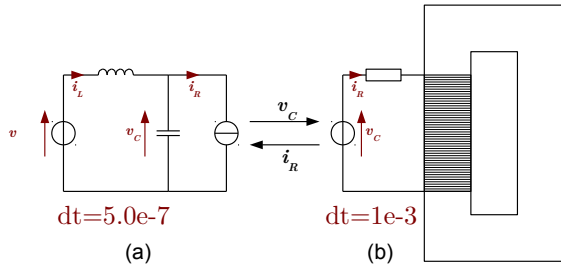 i_L
i_R
v
v_C
v_C
i_R
i_R
v_C
dt=5.0e-7
dt=1e-3
(a)
(b)